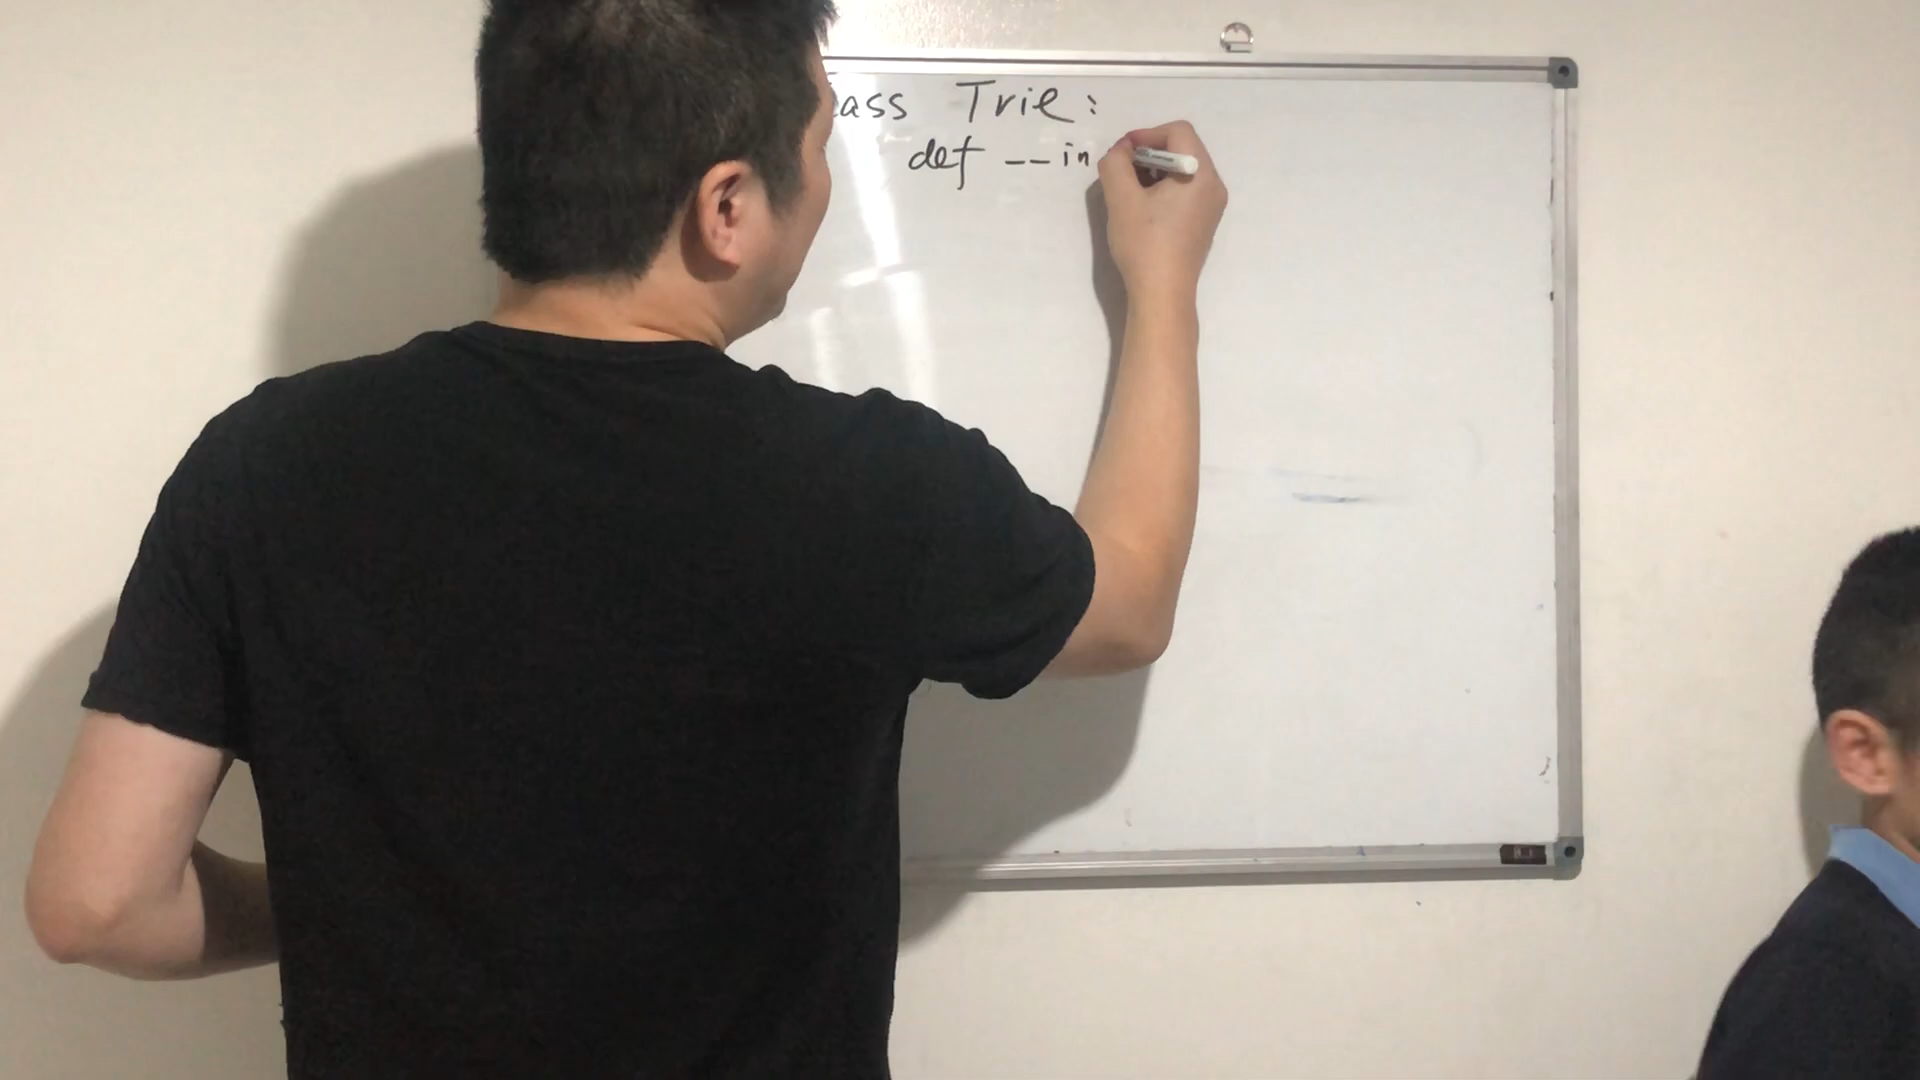 ass Trie:
def __in